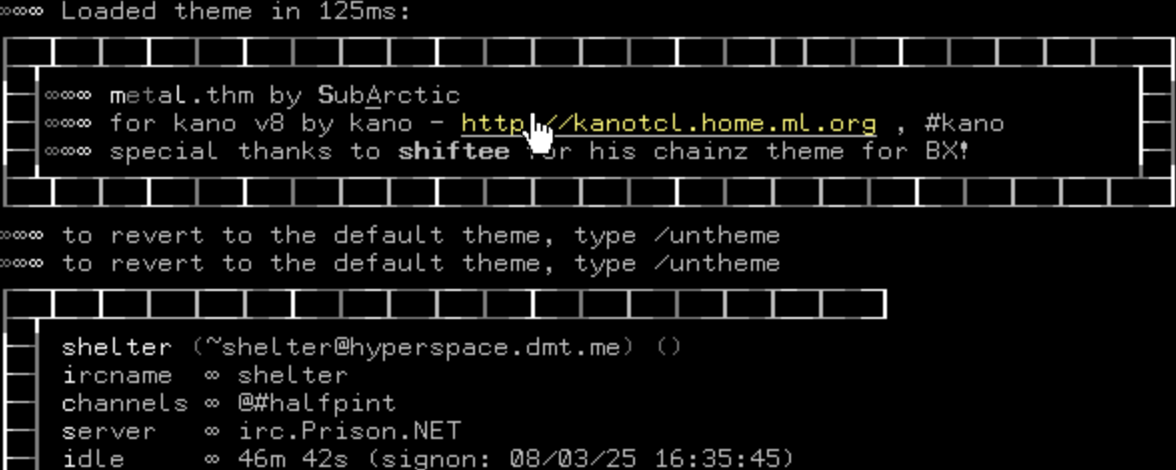 ∞∞∞ Loaded theme in 125ms:
∞∞∞ metal.thm by SubArctic
∞∞∞ for kano v8 by kano - http://kanotcl.home.ml.org , #kano
∞∞∞ special thanks to shiftee for his chainz theme for BX!
∞∞∞ to revert to the default theme, type /untheme
∞∞∞ to revert to the default theme, type /untheme
shelter (~shelter@hyperspace.dmt.me) ()
ircname ∞ shelter
channels ∞ @#halfpint
server ∞ irc.Prison.NET
idle ∞ 46m 42s (signon: 08/03/25 16:35:45)